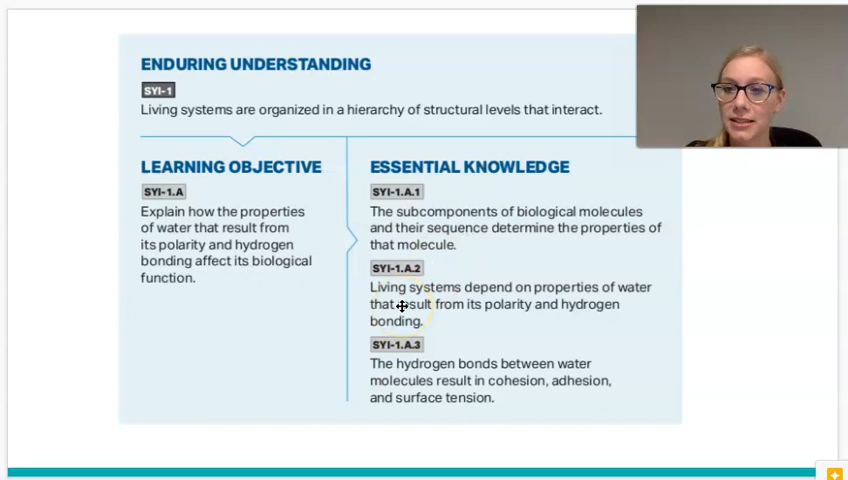 ENDURING UNDERSTANDING
SYI-1
Living systems are organized in a hierarchy of structural levels that interact.
LEARNING OBJECTIVE
SYI-1.A
Explain how the properties
of water that result from
its polarity and hydrogen
bonding affect its biological
function.
ESSENTIAL KNOWLEDGE
SYI-1.A.1
The subcomponents of biological molecules
and their sequence determine the properties of
that molecule.
SYI-1.A.2
Living systems depend on properties of water
that result from its polarity and hydrogen
bonding.
SYI-1.A.3
The hydrogen bonds between water
molecules result in cohesion, adhesion,
and surface tension.